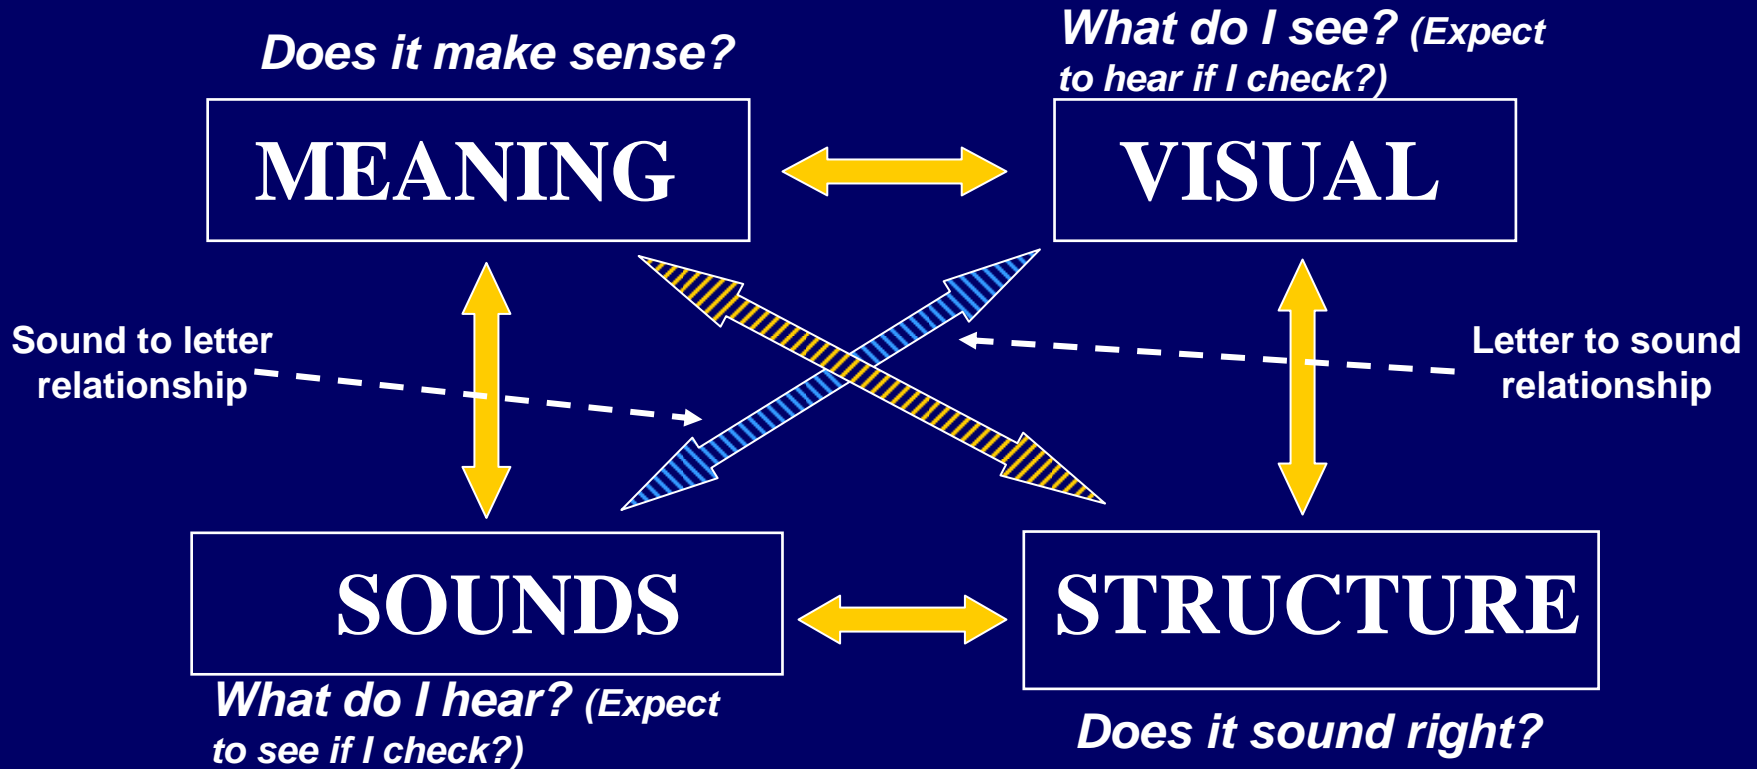 Does it make sense?
What do I see? (Expect
to hear if I check?)
MEANING
VISUAL
Sound to letter
relationship
Letter to sound
relationship
SOUNDS
STRUCTURE
What do I hear? (Expect
to see if I check?)
Does it sound right?